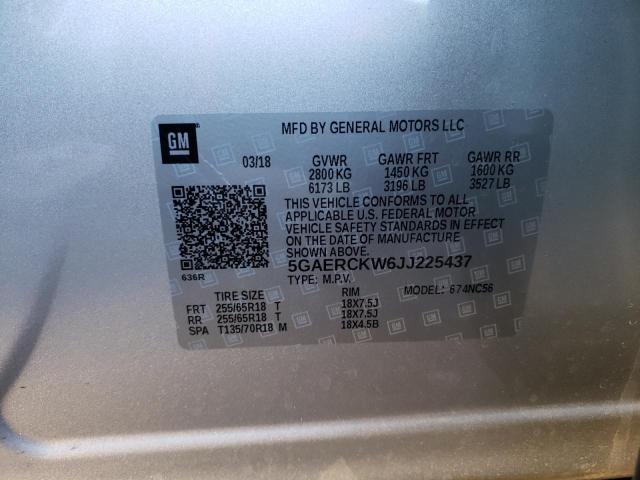 GM
MFD BY GENERAL MOTORS LLC
03/18 GVWR GAWR FRT GAWR RR
2800 KG 1450 KG 1600 KG
6173 LB 3196 LB 3527 LB
THIS VEHICLE CONFORMS TO ALL
APPLICABLE U.S. FEDERAL MOTOR
VEHICLE SAFETY STANDARDS IN EFFECT
ON THE DATE OF MANUFACTURE
SHOWN ABOVE.
5GAERCKW6JJ225437
636R
TYPE: M.P.V. MODEL: 674NC56
TIRE SIZE RIM
FRT 255/65R18 T 18X7.5J
RR 255/65R18 T 18X7.5J
SPA T135/70R18 M 18X4.5B